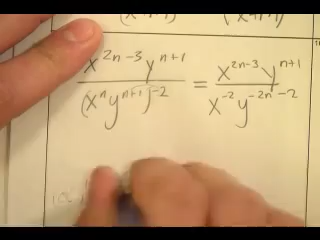 x^{2n-3} y^{n+1} / (x^n y^{n+1})^{-2} = x^{2n-3} y^{n+1} / x^{-2} y^{-2n-2}